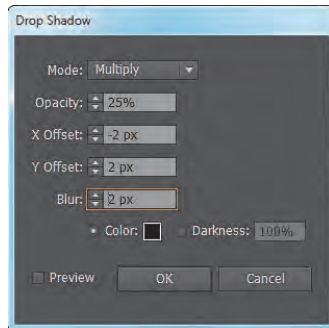 Drop Shadow
Mode: Multiply
Opacity: 25%
X Offset: -2 px
Y Offset: 2 px
Blur: 2 px
Color: Darkness: 100%
Preview OK Cancel